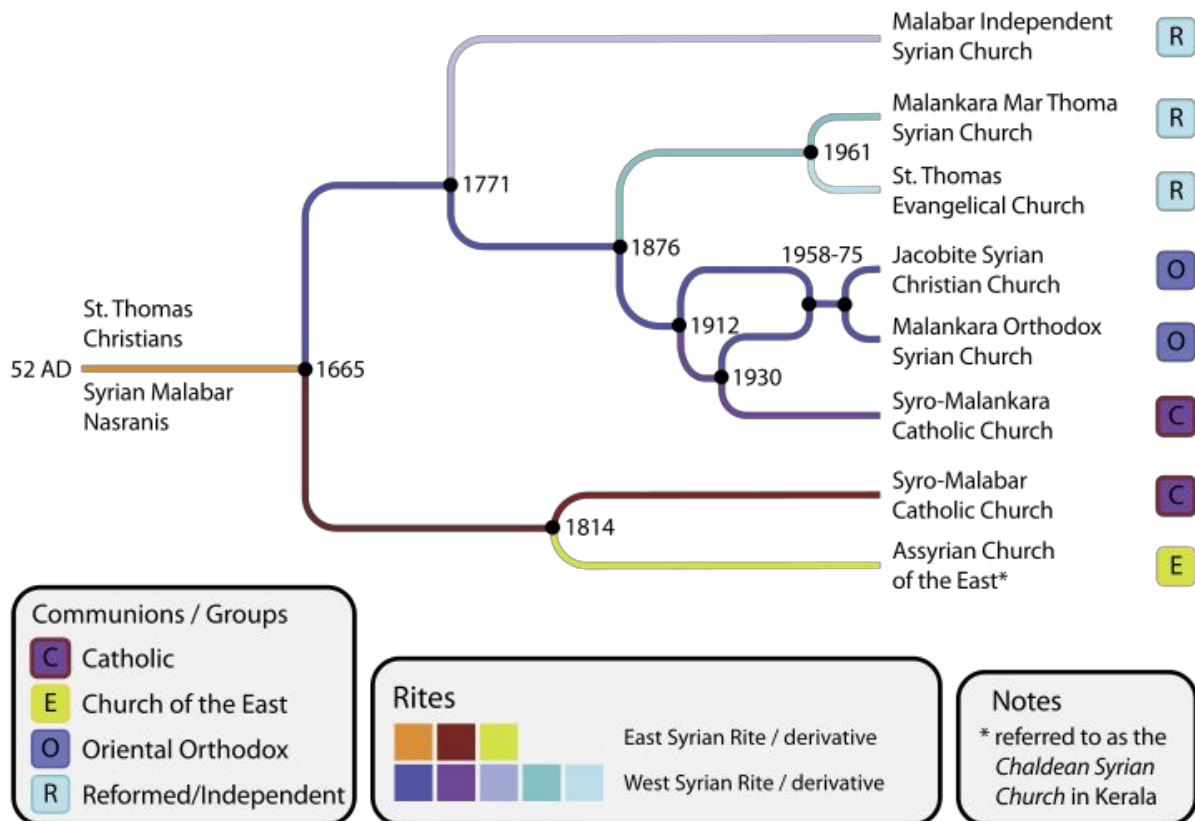 Malabar Independent
Syrian Church
R
Malankara Mar Thoma
Syrian Church
R
1961
St. Thomas
Evangelical Church
R
1771
1876
1958-75
Jacobite Syrian
Christian Church
O
1912
Malankara Orthodox
Syrian Church
O
St. Thomas
Christians
52 AD
1665
Syrian Malabar
Nasranis
1930
Syro-Malankara
Catholic Church
C
Syro-Malabar
Catholic Church
C
1814
Assyrian Church
of the East*
E
Communions / Groups
C Catholic
E Church of the East
O Oriental Orthodox
R Reformed/Independent
Rites
East Syrian Rite / derivative
West Syrian Rite / derivative
Notes
* referred to as the
Chaldean Syrian
Church in Kerala